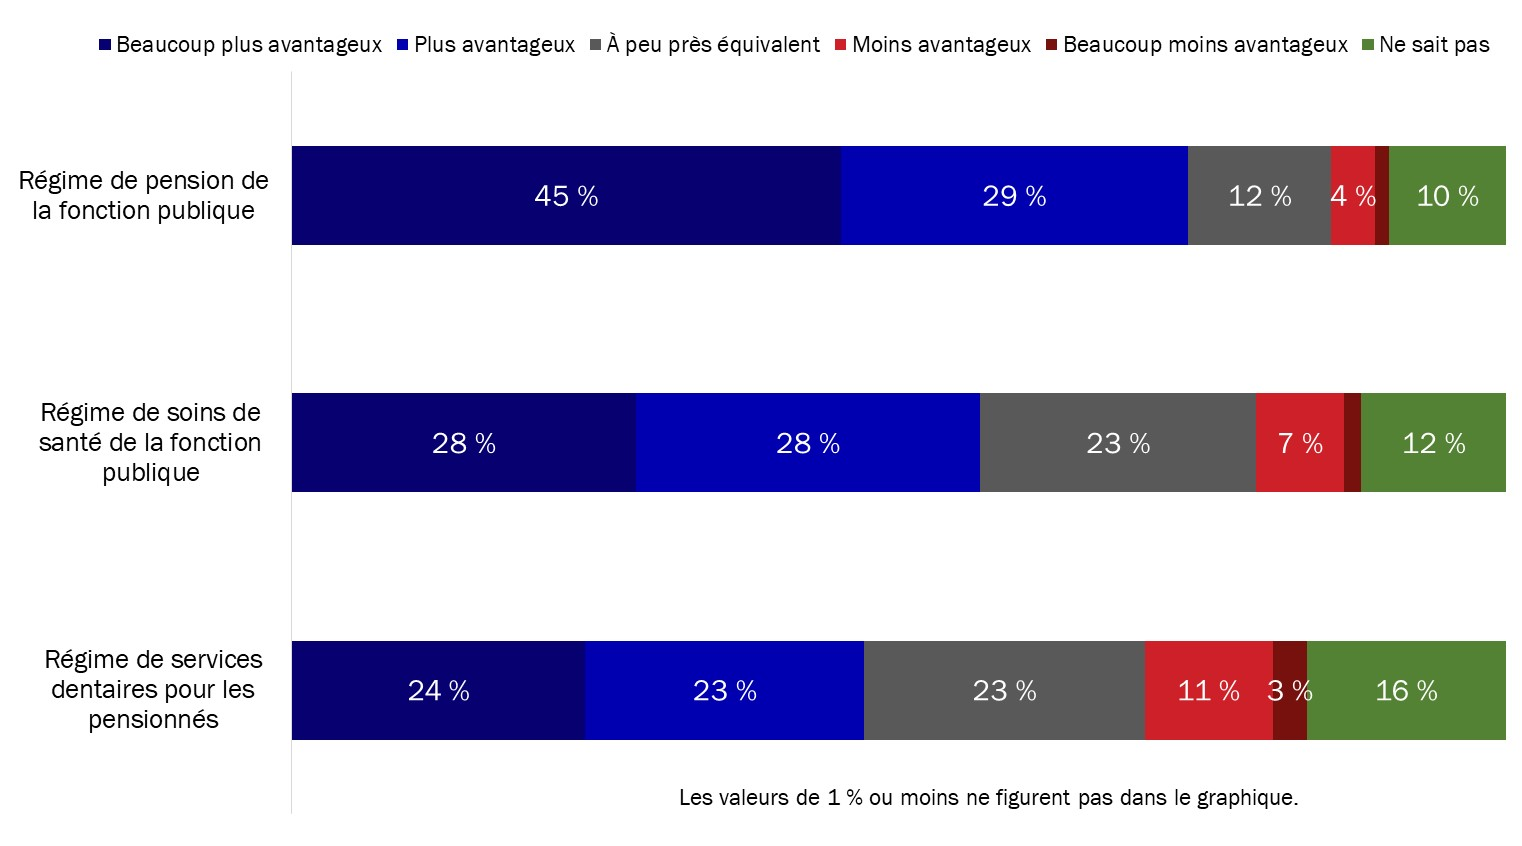 Beaucoup plus avantageux Plus avantageux À peu près équivalent Moins avantageux Beaucoup moins avantageux Ne sait pas
Régime de pension de
la fonction publique
45 % 29 % 12 % 4 % 10 %
Régime de soins de
santé de la fonction
publique
28 % 28 % 23 % 7 % 12 %
Régime de services
dentaires pour les
pensionnés
24 % 23 % 23 % 11 % 3 % 16 %
Les valeurs de 1 % ou moins ne figurent pas dans le graphique.